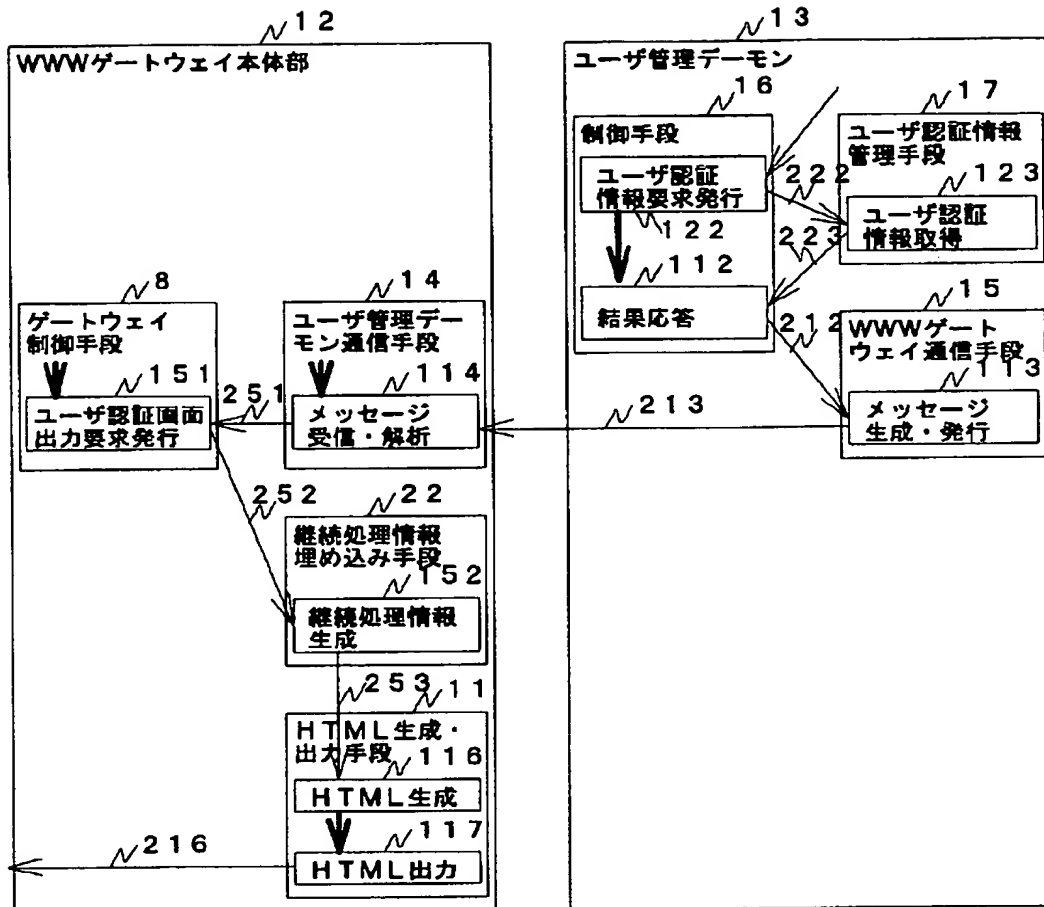 12
WWWゲートウェイ本体部
13
ユーザ管理デーモン
16
制御手段
ユーザ認証
情報要求発行
122
112
結果応答
17
ユーザ認証情報
管理手段
222
123
ユーザ認証
情報取得
223
15
WWWゲート
ウェイ通信手段
212
113
メッセージ
生成・発行
213
8
ゲートウェイ
制御手段
151
ユーザ認証画面
出力要求発行
251
14
ユーザ管理デー
モン通信手段
114
メッセージ
受信・解析
252
22
継続処理情報
埋め込み手段
152
継続処理情報
生成
253
11
HTML生成・
出力手段
116
HTML生成
117
HTML出力
216